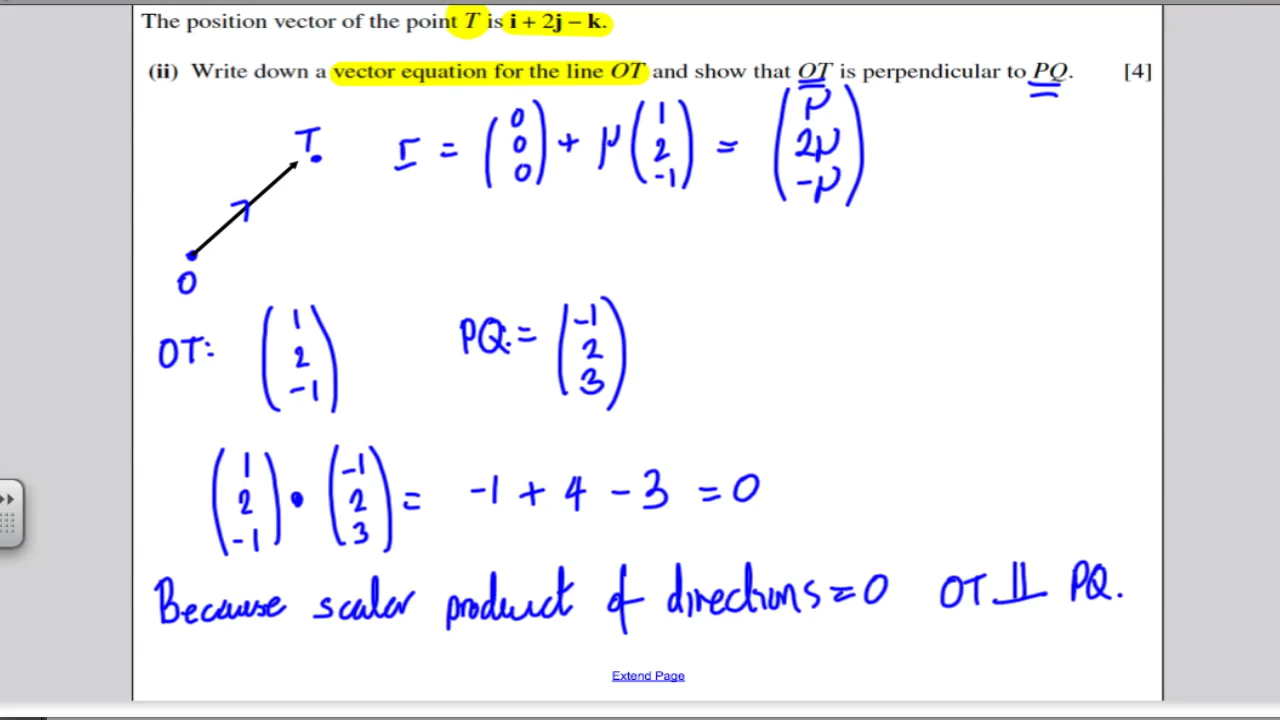 The position vector of the point T is i + 2j − k.
(ii) Write down a vector equation for the line OT and show that OT is perpendicular to PQ. [4]
T
r = (0 0 0) + μ (1 2 -1) = (μ 2μ -μ)
O
OT: (1 2 -1) PQ = (-1 2 3)
(1 2 -1) • (-1 2 3) = -1 + 4 - 3 = 0
Because scalar product of directions = 0 OT ⊥ PQ.
Extend Page